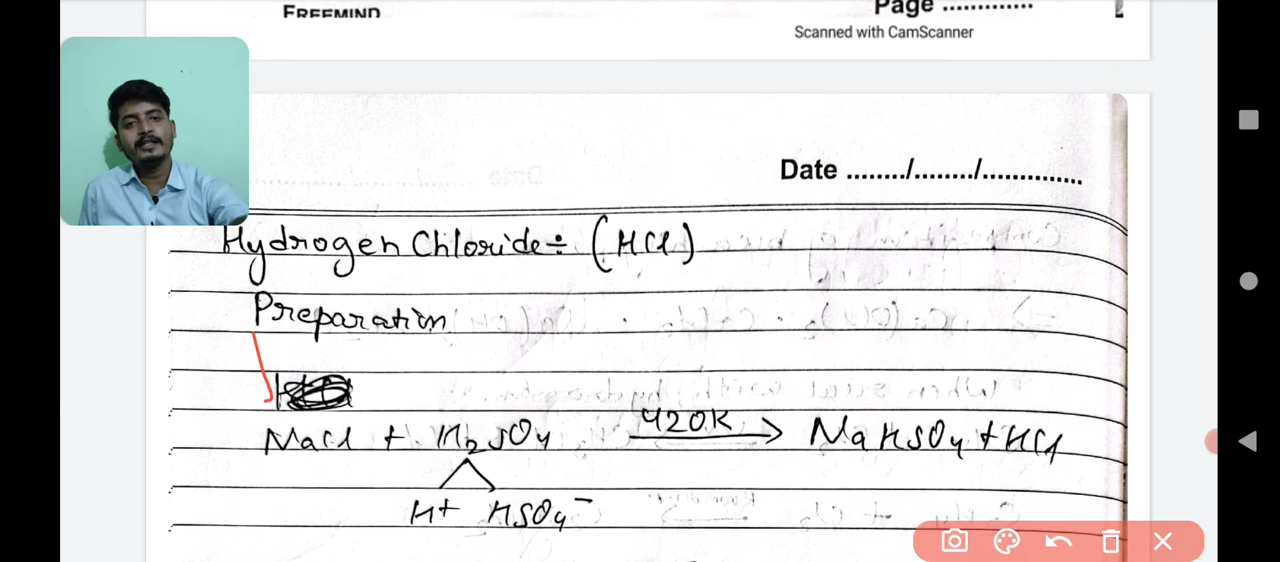 FREEMIND
Page .............
Scanned with CamScanner
Date ......../......../..............
Hydrogen Chloride÷ (HCl)
Preparation
NaCl + H₂SO₄ 420K → NaHSO₄ + HCl
H+ HSO₄⁻